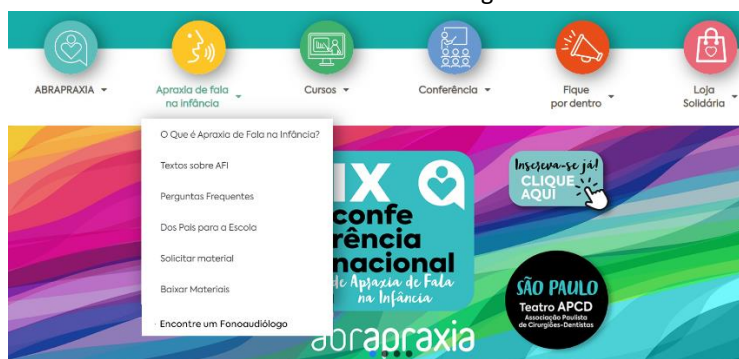 ABRAPRAXIA
Apraxia de fala
na infância
Cursos
Conferência
Fique
por dentro
Loja
Solidária
O Que é Apraxia de Fala na Infância?
Textos sobre AFI
Perguntas Frequentes
Dos Pais para a Escola
Solicitar material
Baixar Materiais
Encontre um Fonoaudiólogo
IX
confe
rência
nacional
de Apraxia de Fala
na Infância
Inscreva-se já!
CLIQUE
AQUI
SÃO PAULO
Teatro APCD
Associação Paulista
de Cirurgiões-Dentistas
abrapraxia